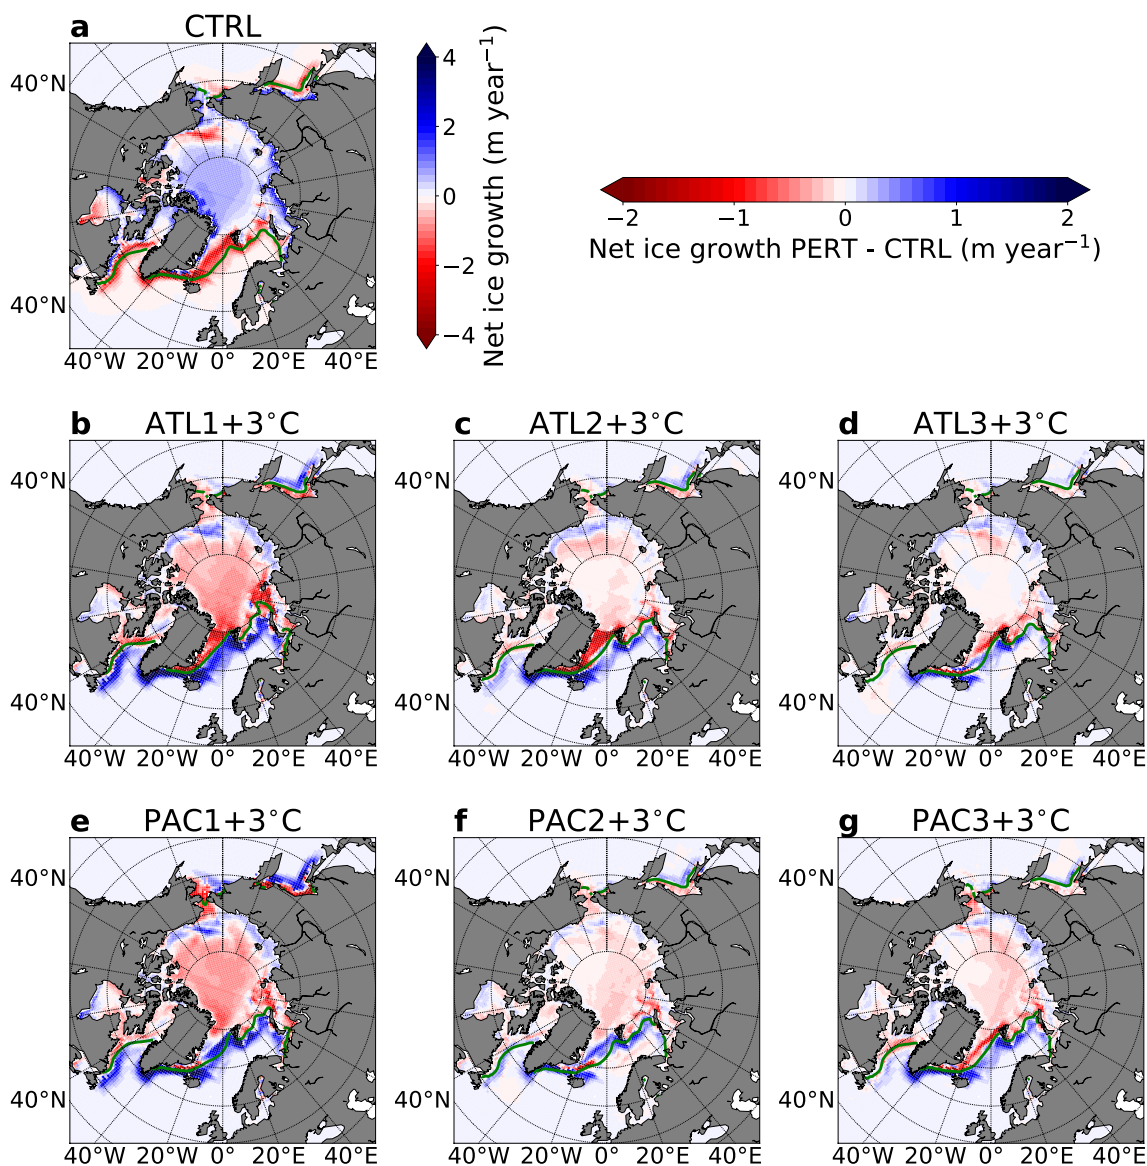 a CTRL
40°N
40°N
40°W 20°W 0° 20°E 40°E
4
2
0
−2
−4
Net ice growth (m year−1)
−2 −1 0 1 2
Net ice growth PERT - CTRL (m year−1)
b ATL1+3°C
40°N
40°N
40°W 20°W 0° 20°E 40°E
c ATL2+3°C
40°N
40°N
40°W 20°W 0° 20°E 40°E
d ATL3+3°C
40°N
40°N
40°W 20°W 0° 20°E 40°E
e PAC1+3°C
40°N
40°N
40°W 20°W 0° 20°E 40°E
f PAC2+3°C
40°N
40°N
40°W 20°W 0° 20°E 40°E
g PAC3+3°C
40°N
40°N
40°W 20°W 0° 20°E 40°E